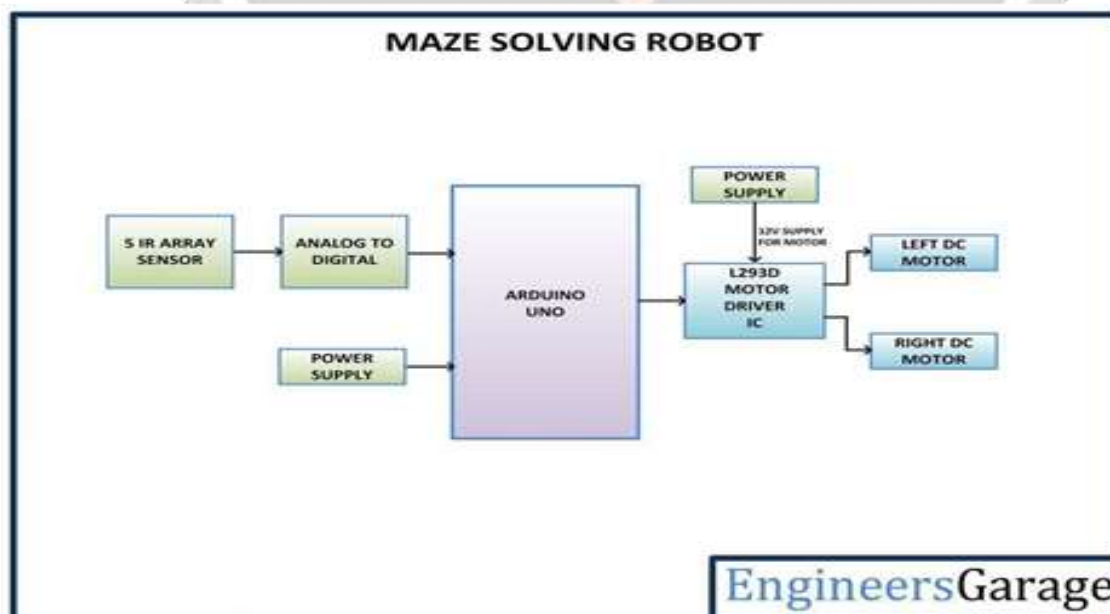 MAZE SOLVING ROBOT
5 IR ARRAY
SENSOR
ANALOG TO
DIGITAL
POWER
SUPPLY
ARDUINO
UNO
POWER
SUPPLY
12V SUPPLY
FOR MOTOR
L293D
MOTOR
DRIVER
IC
LEFT DC
MOTOR
RIGHT DC
MOTOR
EngineersGarage